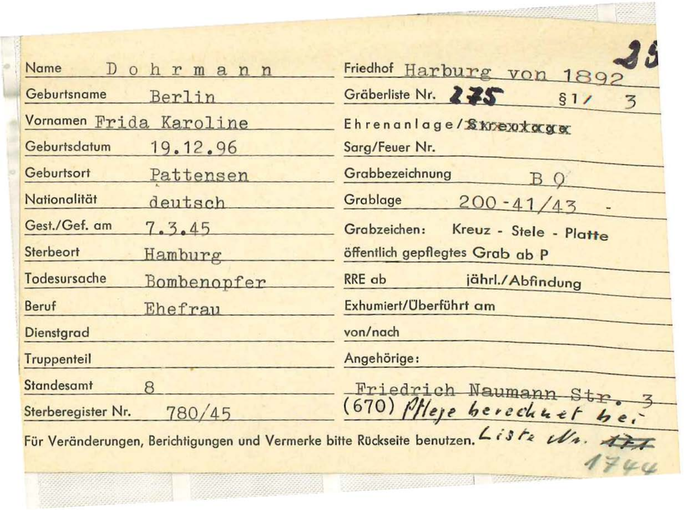 25
Name Dohrmann
Geburtsname Berlin
Vornamen Frida Karoline
Geburtsdatum 19.12.96
Geburtsort Pattensen
Nationalität deutsch
Gest./Gef. am 7.3.45
Sterbeort Hamburg
Todesursache Bombenopfer
Beruf Ehefrau
Dienstgrad
Truppenteil
Standesamt 8
Sterberegister Nr. 780/45
Friedhof Harburg von 1892
Gräberliste Nr. 275 §1/ 3
Ehrenanlage/Streulage
Sarg/Feuer Nr.
Grabbezeichnung B 9
Grablage 200-41/43 -
Grabzeichen: Kreuz - Stele - Platte
öffentlich gepflegtes Grab ab P
RRE ab jährl./Abfindung
Exhumiert/Überführt am
von/nach
Angehörige:
Friedrich Naumann Str. 3
(670) Pflege berechnet bei
Liste Nr. 171
1744
Für Veränderungen, Berichtigungen und Vermerke bitte Rückseite benutzen.